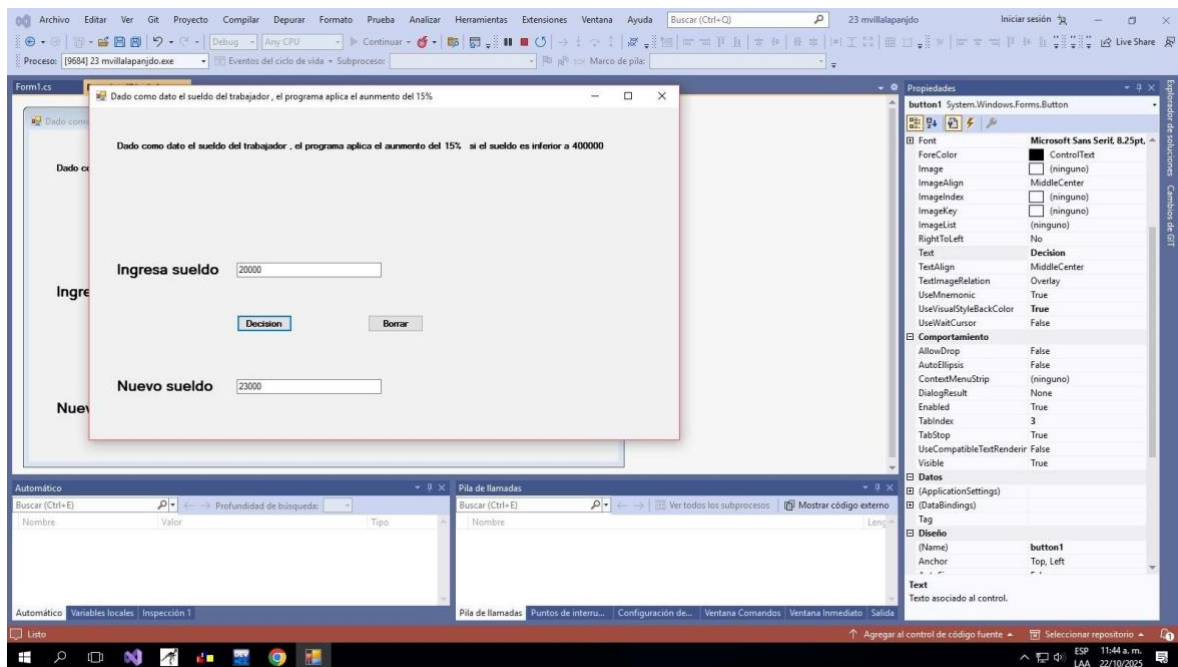 Archivo Editar Ver Git Proyecto Compilar Depurar Formato Prueba Analizar Herramientas Extensiones Ventana Ayuda Buscar (Ctrl+Q) 23 mvillalapanjdo Iniciar sesión
Debug Any CPU Continuar Live Share
Proceso: [9684] 23 mvillalapanjdo.exe Eventos del ciclo de vida Subproceso: Marco de pila:
Form1.cs
Dado como dato el sueldo del trabajador , el programa aplica el aunmento del 15%
Dado como
Dado como dato el sueldo del trabajador , el programa aplica el aunmento del 15% si el sueldo es inferior a 400000
Dado co
Ingresa sueldo 20000
Ingre
Decision Borrar
Nuevo sueldo 23000
Nuev
Propiedades
button1 System.Windows.Forms.Button
Font Microsoft Sans Serif, 8.25pt,
ForeColor ControlText
Image (ninguno)
ImageAlign MiddleCenter
ImageIndex (ninguno)
ImageKey (ninguno)
ImageList (ninguno)
RightToLeft No
Text Decision
TextAlign MiddleCenter
TextImageRelation Overlay
UseMnemonic True
UseVisualStyleBackColor True
UseWaitCursor False
Comportamiento
AllowDrop False
AutoEllipsis False
ContextMenuStrip (ninguno)
DialogResult None
Enabled True
TabIndex 3
TabStop True
UseCompatibleTextRenderir False
Visible True
Datos
(ApplicationSettings)
(DataBindings)
Tag
Diseño
(Name) button1
Anchor Top, Left
Text
Texto asociado al control.
Explorador de soluciones
Cambios de GIT
Automático
Buscar (Ctrl+E) Profundidad de búsqueda:
Nombre Valor Tipo
Automático Variables locales Inspección 1
Pila de llamadas
Buscar (Ctrl+E) Ver todos los subprocesos Mostrar código externo
Nombre Leng
Pila de llamadas Puntos de interru... Configuración de... Ventana Comandos Ventana Inmediato Salida
Listo Agregar al control de código fuente Seleccionar repositorio
ESP 11:44 a. m.
LAA 22/10/2025